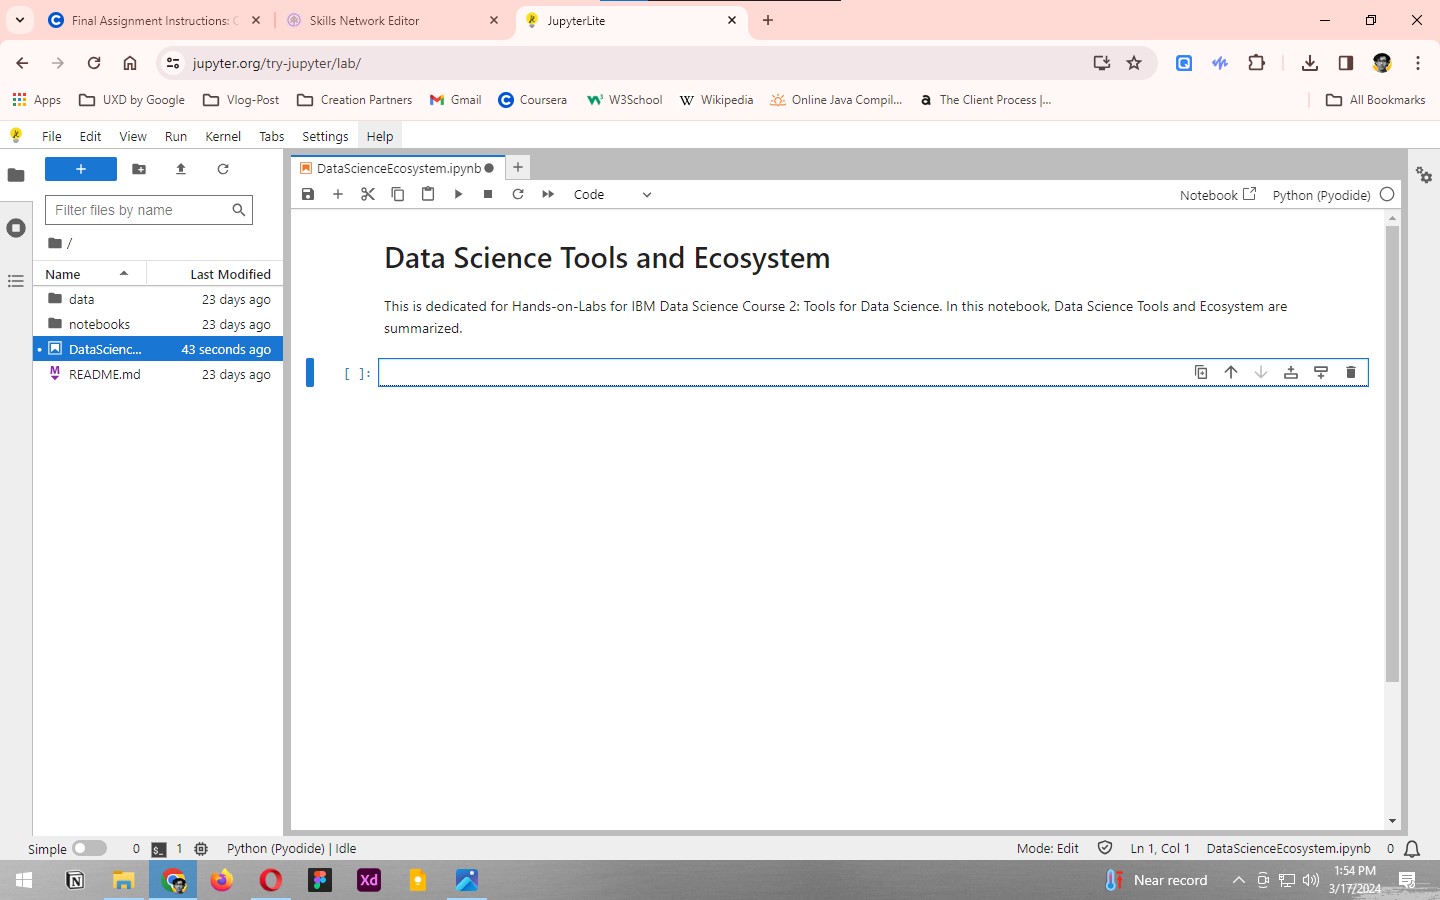 Final Assignment Instructions: C
Skills Network Editor
JupyterLite
jupyter.org/try-jupyter/lab/
Apps
UXD by Google
Vlog-Post
Creation Partners
Gmail
Coursera
W3School
Wikipedia
Online Java Compil...
The Client Process |...
All Bookmarks
File Edit View Run Kernel Tabs Settings Help
DataScienceEcosystem.ipynb
Filter files by name
Code
Notebook
Python (Pyodide)
/
Name
Last Modified
data 23 days ago
notebooks 23 days ago
DataScienc... 43 seconds ago
README.md 23 days ago
Data Science Tools and Ecosystem
This is dedicated for Hands-on-Labs for IBM Data Science Course 2: Tools for Data Science. In this notebook, Data Science Tools and Ecosystem are
summarized.
[ ]:
Simple
0
1
Python (Pyodide) | Idle
Mode: Edit
Ln 1, Col 1
DataScienceEcosystem.ipynb
0
Xd
Near record
1:54 PM
3/17/2024